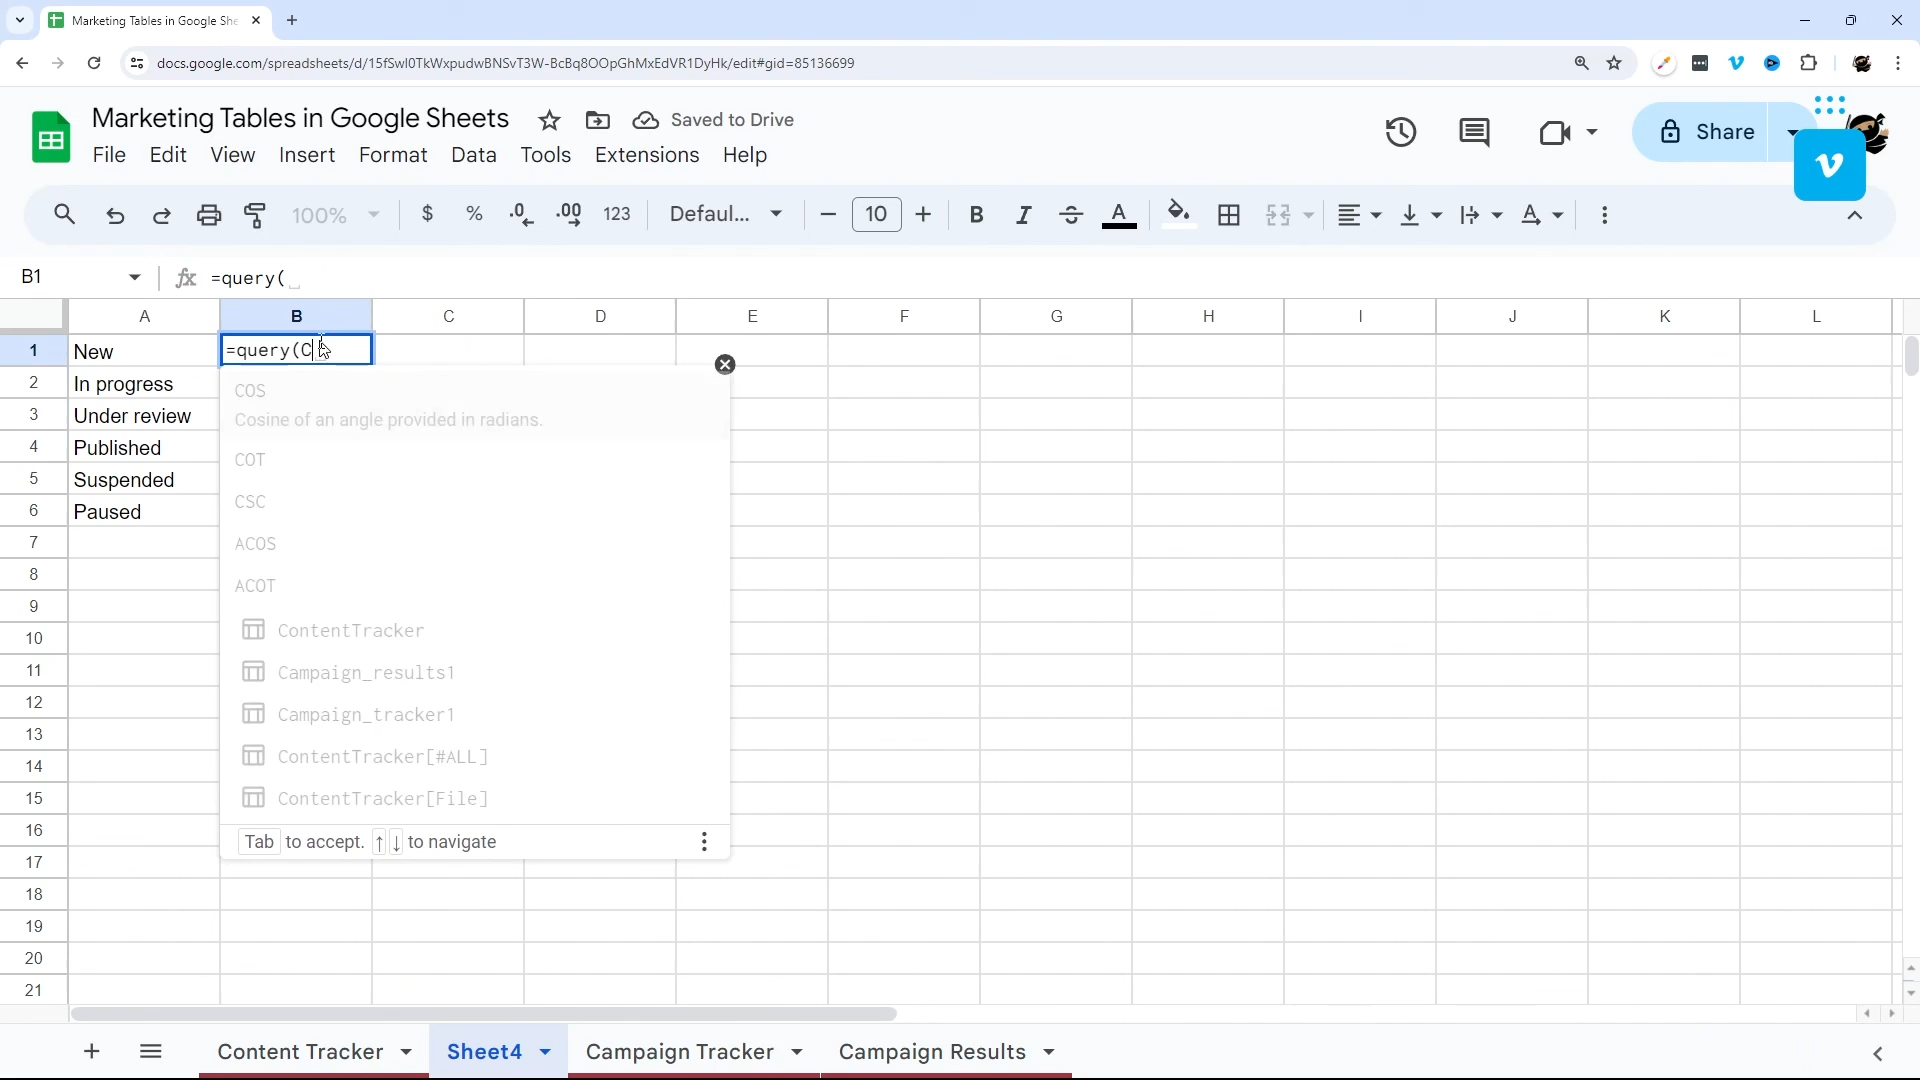 Marketing Tables in Google She
docs.google.com/spreadsheets/d/15fSwI0TkWxpudwBNSvT3W-BcBq8OOpGhMxEdVR1DyHk/edit#gid=85136699
Marketing Tables in Google Sheets
Saved to Drive
File Edit View Insert Format Data Tools Extensions Help
Share
100% $ % .0 .00 123 Defaul... 10 B I A
B1 fx =query(
A B C D E F G H I J K L
1 New =query(C
2 In progress
3 Under review
4 Published
5 Suspended
6 Paused
7
8
9
10
11
12
13
14
15
16
17
18
19
20
21
COS
Cosine of an angle provided in radians.
COT
CSC
ACOS
ACOT
ContentTracker
Campaign_results1
Campaign_tracker1
ContentTracker[#ALL]
ContentTracker[File]
Tab to accept. ↑ ↓ to navigate
Content Tracker Sheet4 Campaign Tracker Campaign Results